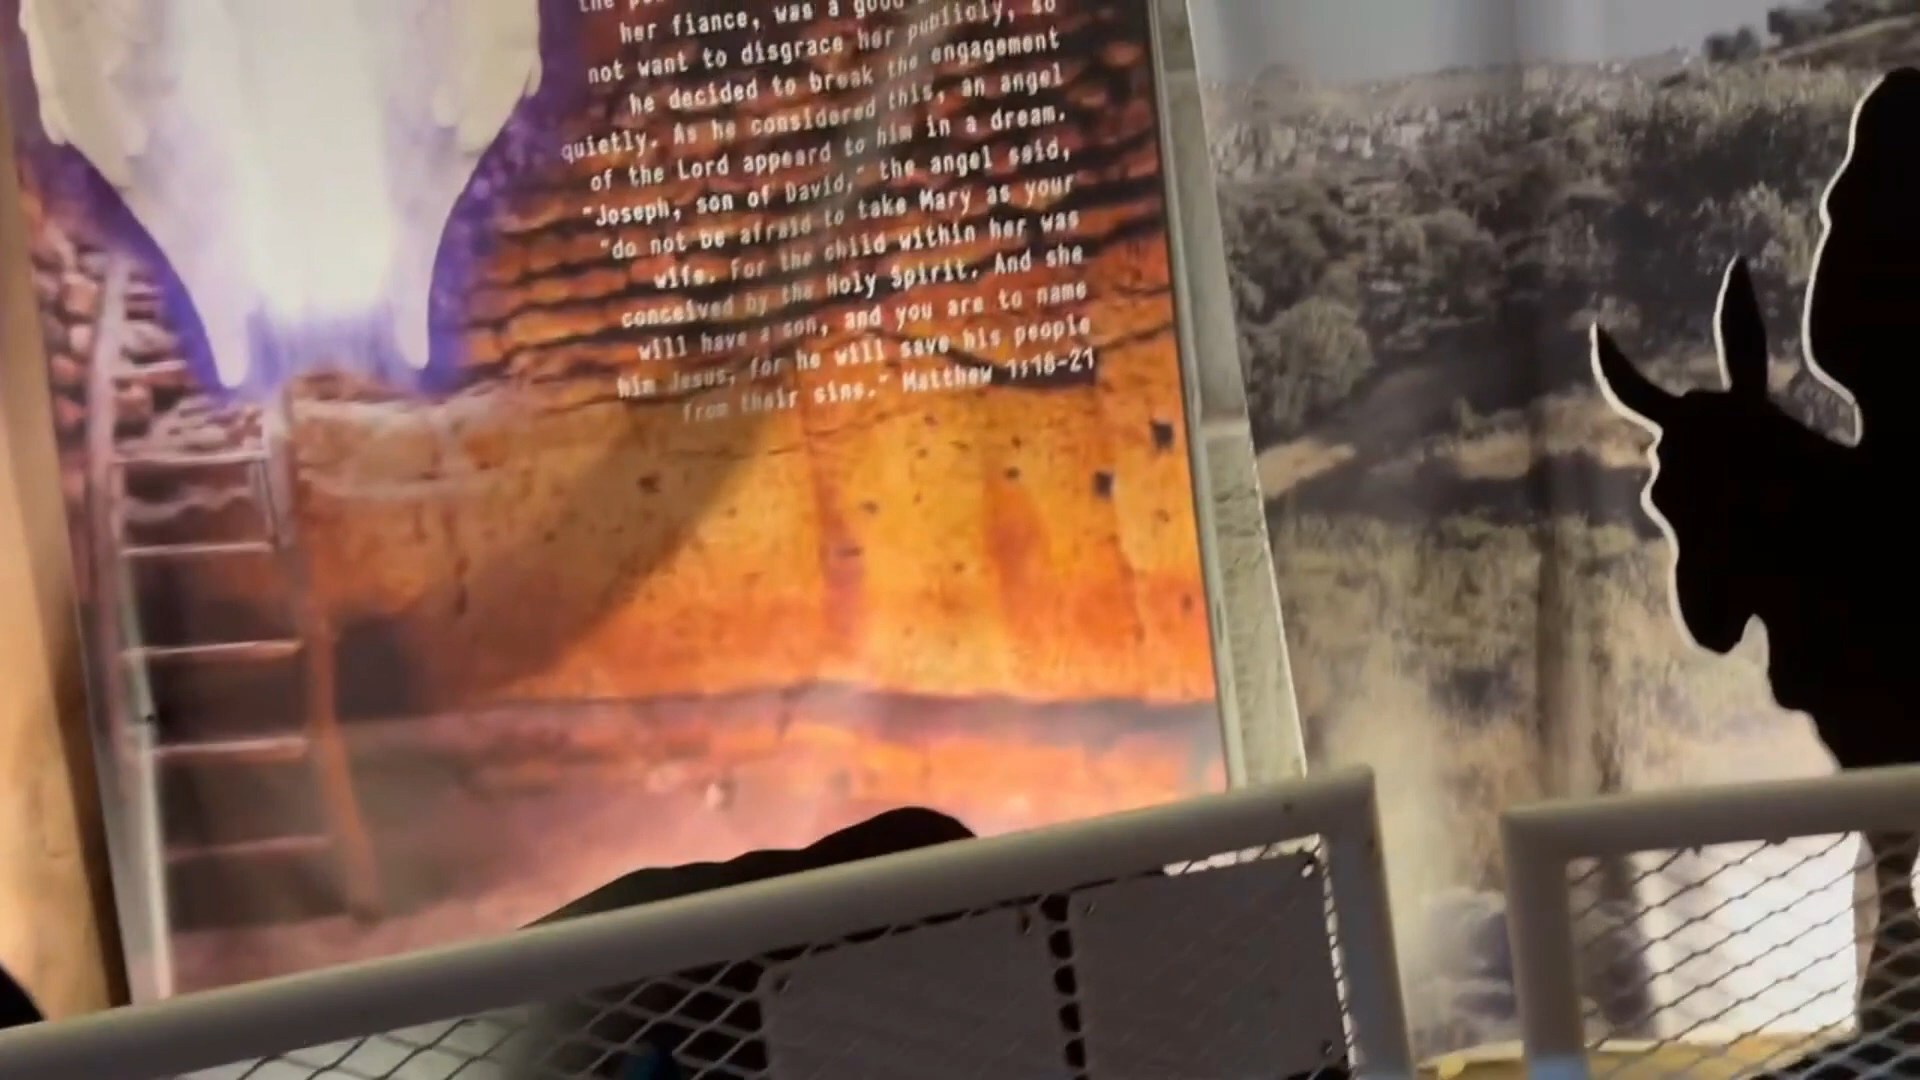 the
her fiance, was a good
not want to disgrace her publicly, so
he decided to break the engagement
quietly. As he considered this, an angel
of the Lord appeard to him in a dream.
"Joseph, son of David," the angel said,
"do not be afraid to take Mary as your
wife. For the child within her was
conceived by the Holy Spirit. And she
will have a son, and you are to name
him Jesus, for he will save his people
from their sins." Matthew 1:18-21